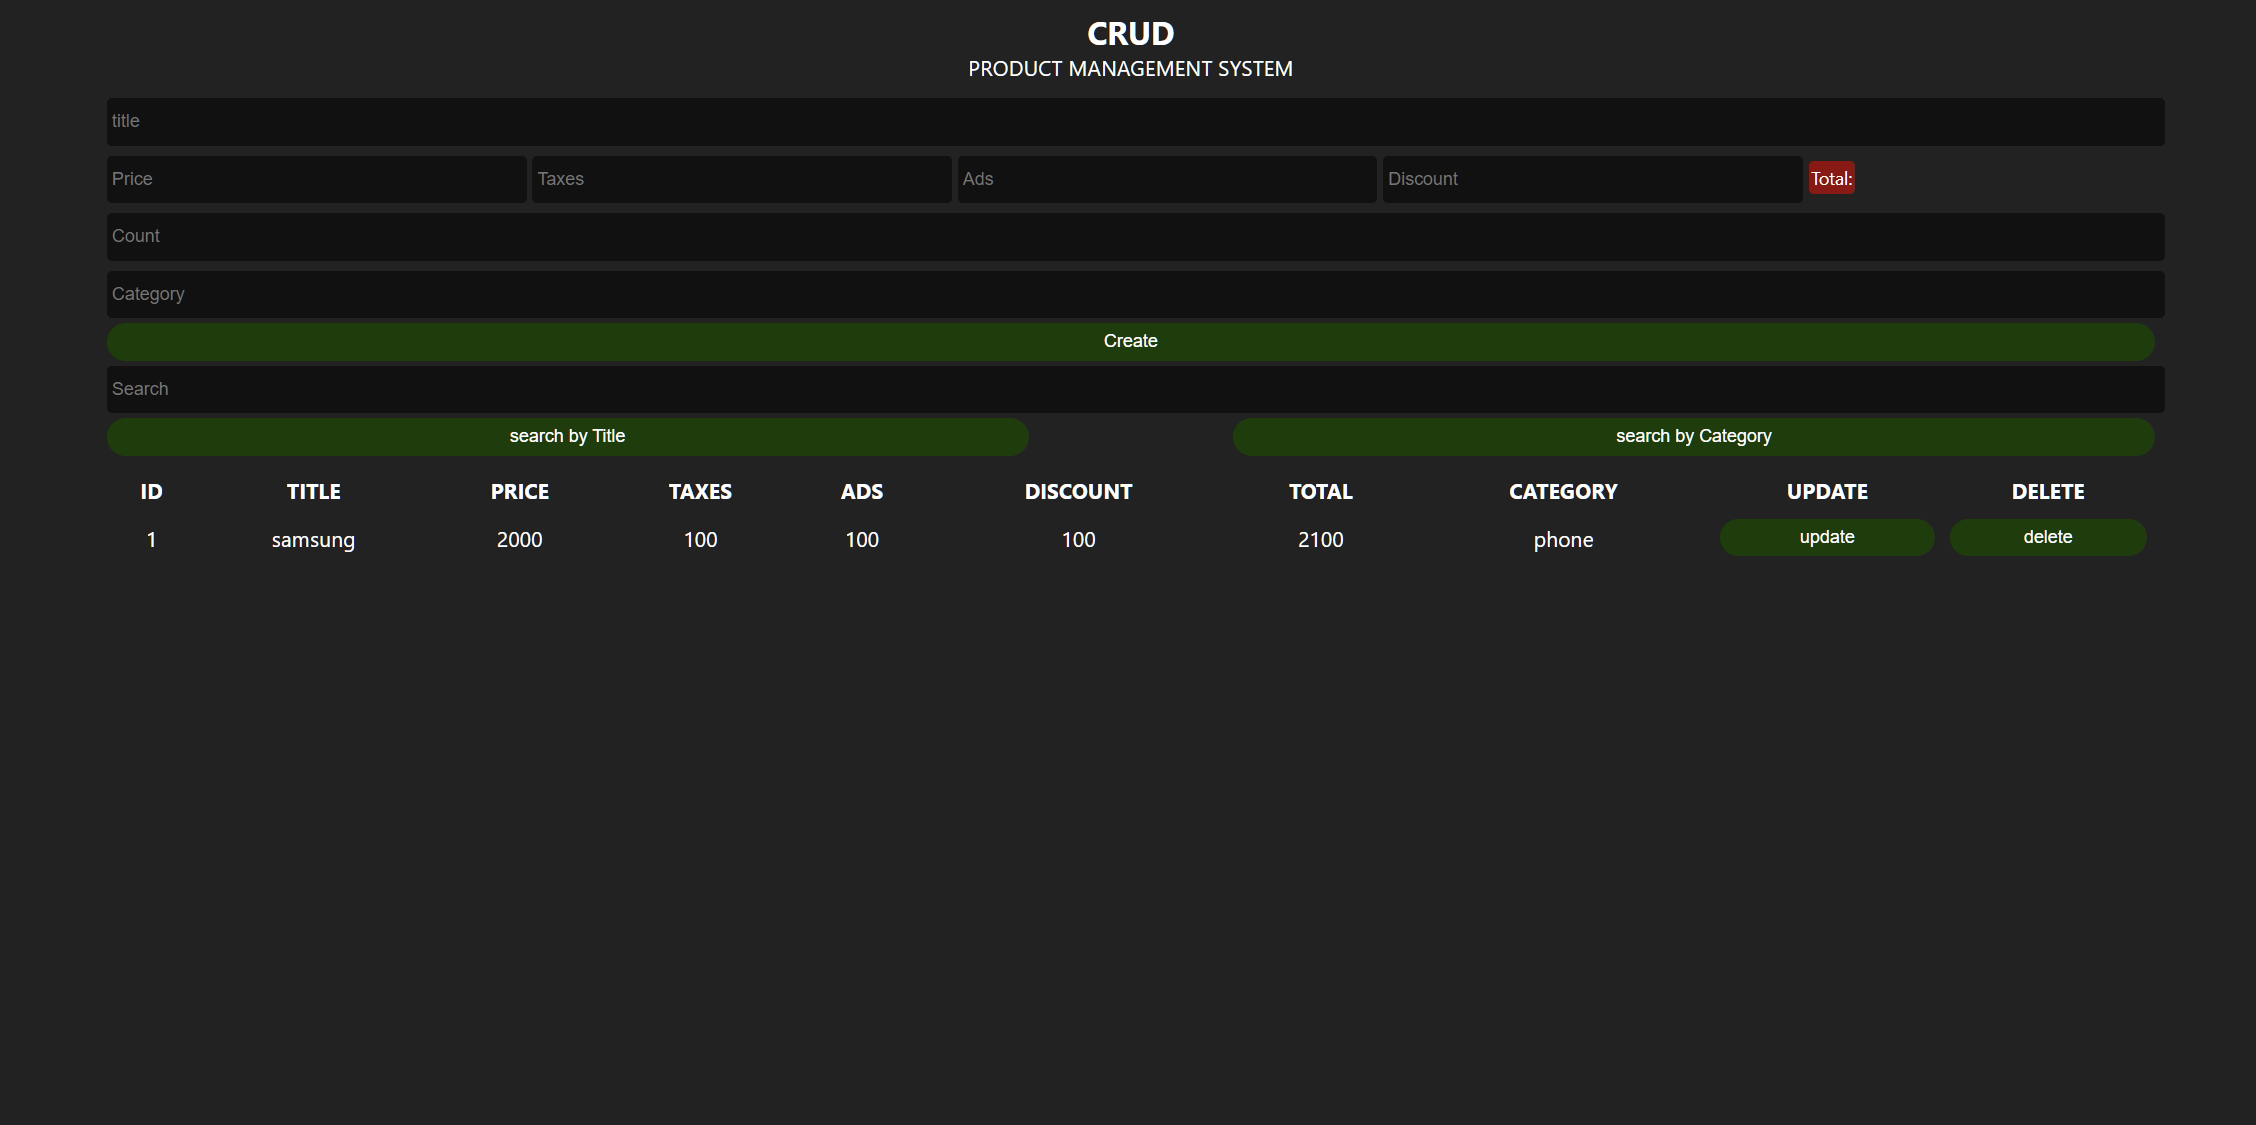 CRUD
PRODUCT MANAGEMENT SYSTEM
title
Price Taxes Ads Discount Total:
Count
Category
Create
Search
search by Title search by Category
ID TITLE PRICE TAXES ADS DISCOUNT TOTAL CATEGORY UPDATE DELETE
1 samsung 2000 100 100 100 2100 phone update delete